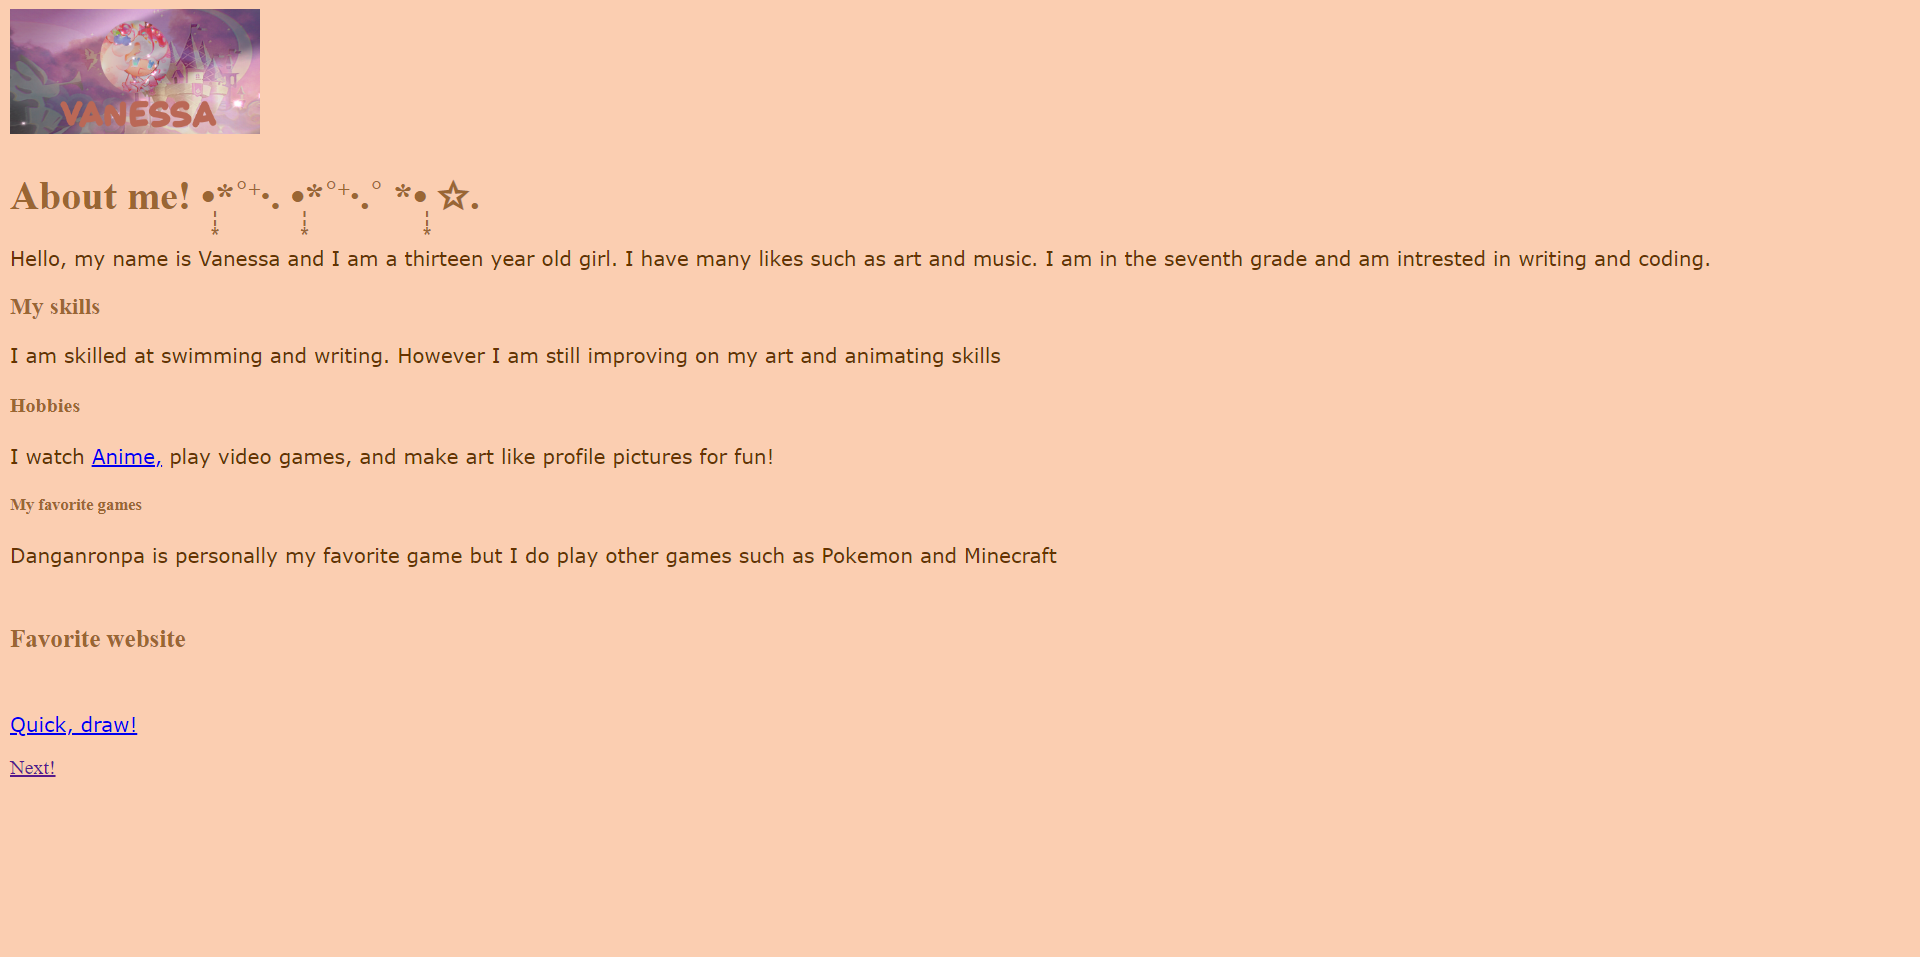 VANESSA
About me! •*°⁺·. •*°⁺·.° *• ☆.
Hello, my name is Vanessa and I am a thirteen year old girl. I have many likes such as art and music. I am in the seventh grade and am intrested in writing and coding.
My skills
I am skilled at swimming and writing. However I am still improving on my art and animating skills
Hobbies
I watch Anime, play video games, and make art like profile pictures for fun!
My favorite games
Danganronpa is personally my favorite game but I do play other games such as Pokemon and Minecraft
Favorite website
Quick, draw!
Next!